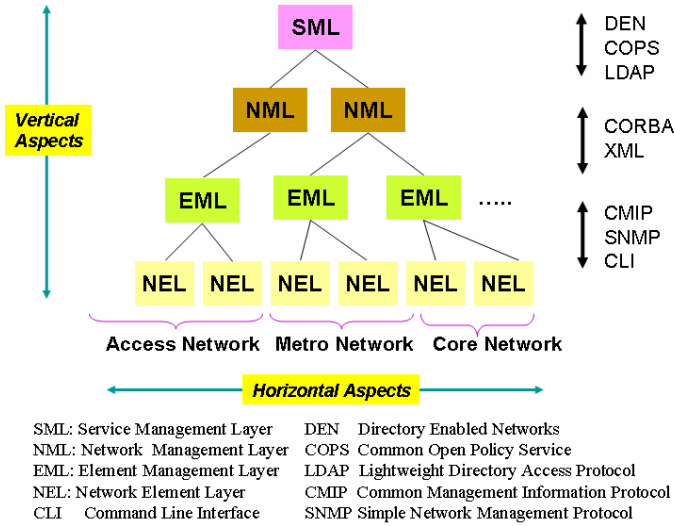 SML
DEN
COPS
LDAP
Vertical
Aspects
NML NML
CORBA
XML
EML EML EML .....
CMIP
SNMP
CLI
NEL NEL NEL NEL NEL NEL
Access Network Metro Network Core Network
Horizontal Aspects
SML: Service Management Layer DEN Directory Enabled Networks
NML: Network Management Layer COPS Common Open Policy Service
EML: Element Management Layer LDAP Lightweight Directory Access Protocol
NEL: Network Element Layer CMIP Common Management Information Protocol
CLI Command Line Interface SNMP Simple Network Management Protocol